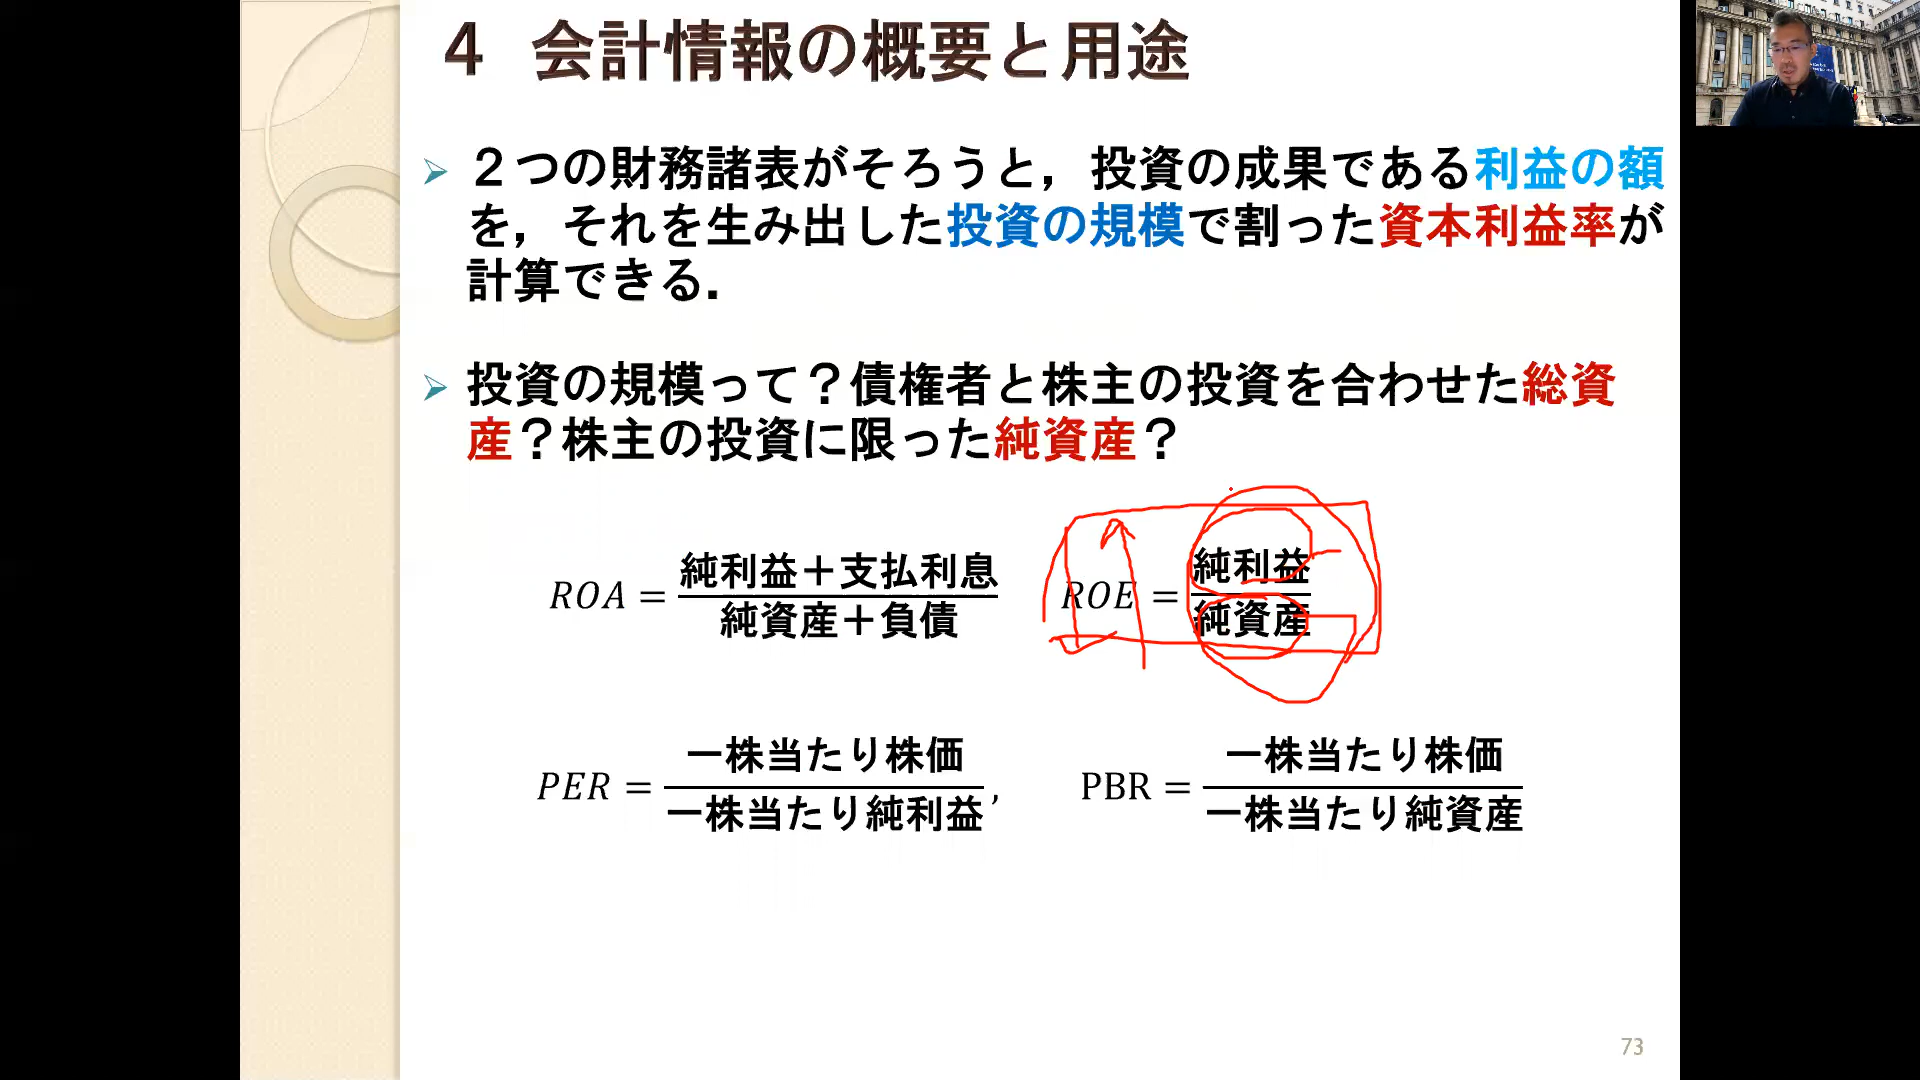 ４ 会計情報の概要と用途
２つの財務諸表がそろうと，投資の成果である利益の額
を，それを生み出した投資の規模で割った資本利益率が
計算できる．
投資の規模って？債権者と株主の投資を合わせた総資
産？株主の投資に限った純資産？
ROA = 純利益＋支払利息
純資産＋負債
ROE = 純利益
純資産
PER = 一株当たり株価
一株当たり純利益 ,
PBR = 一株当たり株価
一株当たり純資産
73